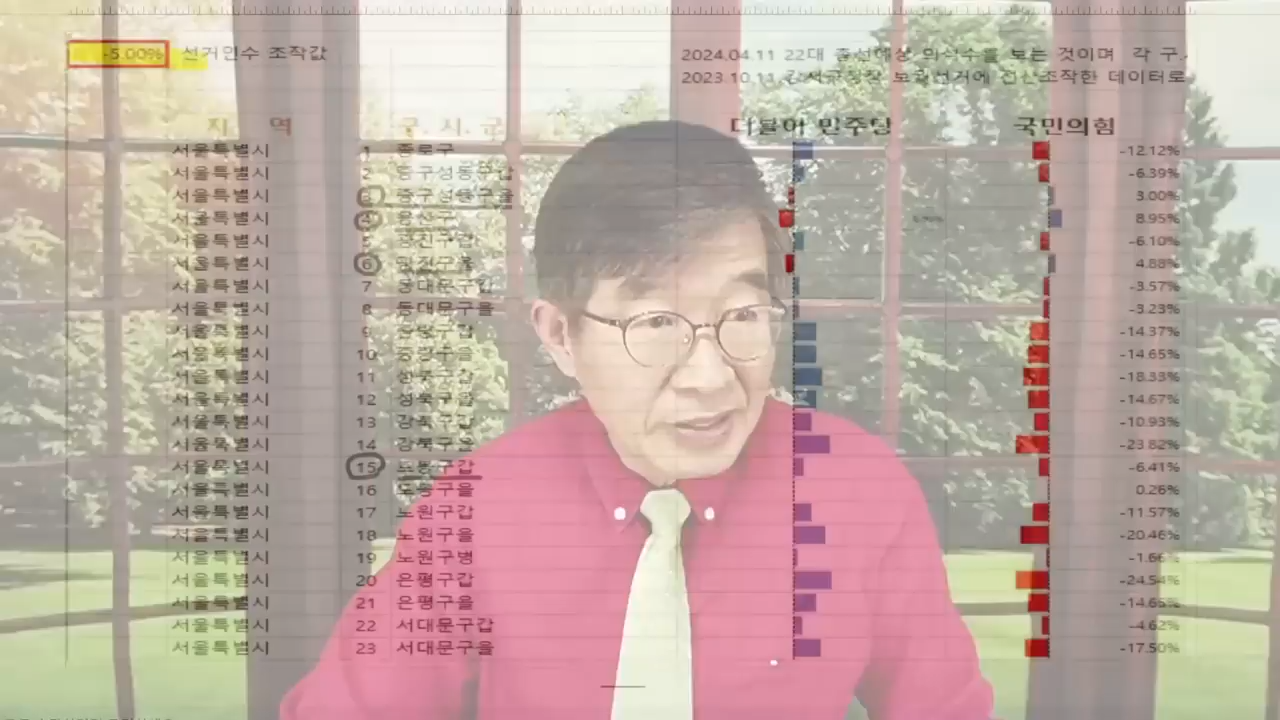 -5.00% 선거인수 조작값
2024.04.11 22대 총선예상 의석수를 보는 것이며 각 구..
2023 10.11 강서구청장 보궐선거에 전산조작한 데이터로
지 역 구.시.군 더불어 민주당 국민의힘
서울특별시 1 종로구 -12.12%
서울특별시 2 중구성동구갑 -6.39%
서울특별시 3 중구성동구을 3.00%
서울특별시 4 용산구 8.95%
서울특별시 5 광진구갑 -6.10%
서울특별시 6 광진구을 4.88%
서울특별시 7 동대문구갑 -3.57%
서울특별시 8 동대문구을 -3.23%
서울특별시 9 중랑구갑 -14.37%
서울특별시 10 중랑구을 -14.65%
서울특별시 11 성북구갑 -18.33%
서울특별시 12 성북구을 -14.67%
서울특별시 13 강북구갑 -10.93%
서울특별시 14 강북구을 -23.82%
서울특별시 15 도봉구갑 -6.41%
서울특별시 16 도봉구을 0.26%
서울특별시 17 노원구갑 -11.57%
서울특별시 18 노원구을 -20.46%
서울특별시 19 노원구병 -1.66%
서울특별시 20 은평구갑 -24.54%
서울특별시 21 은평구을 -14.65%
서울특별시 22 서대문구갑 -4.62%
서울특별시 23 서대문구을 -17.50%